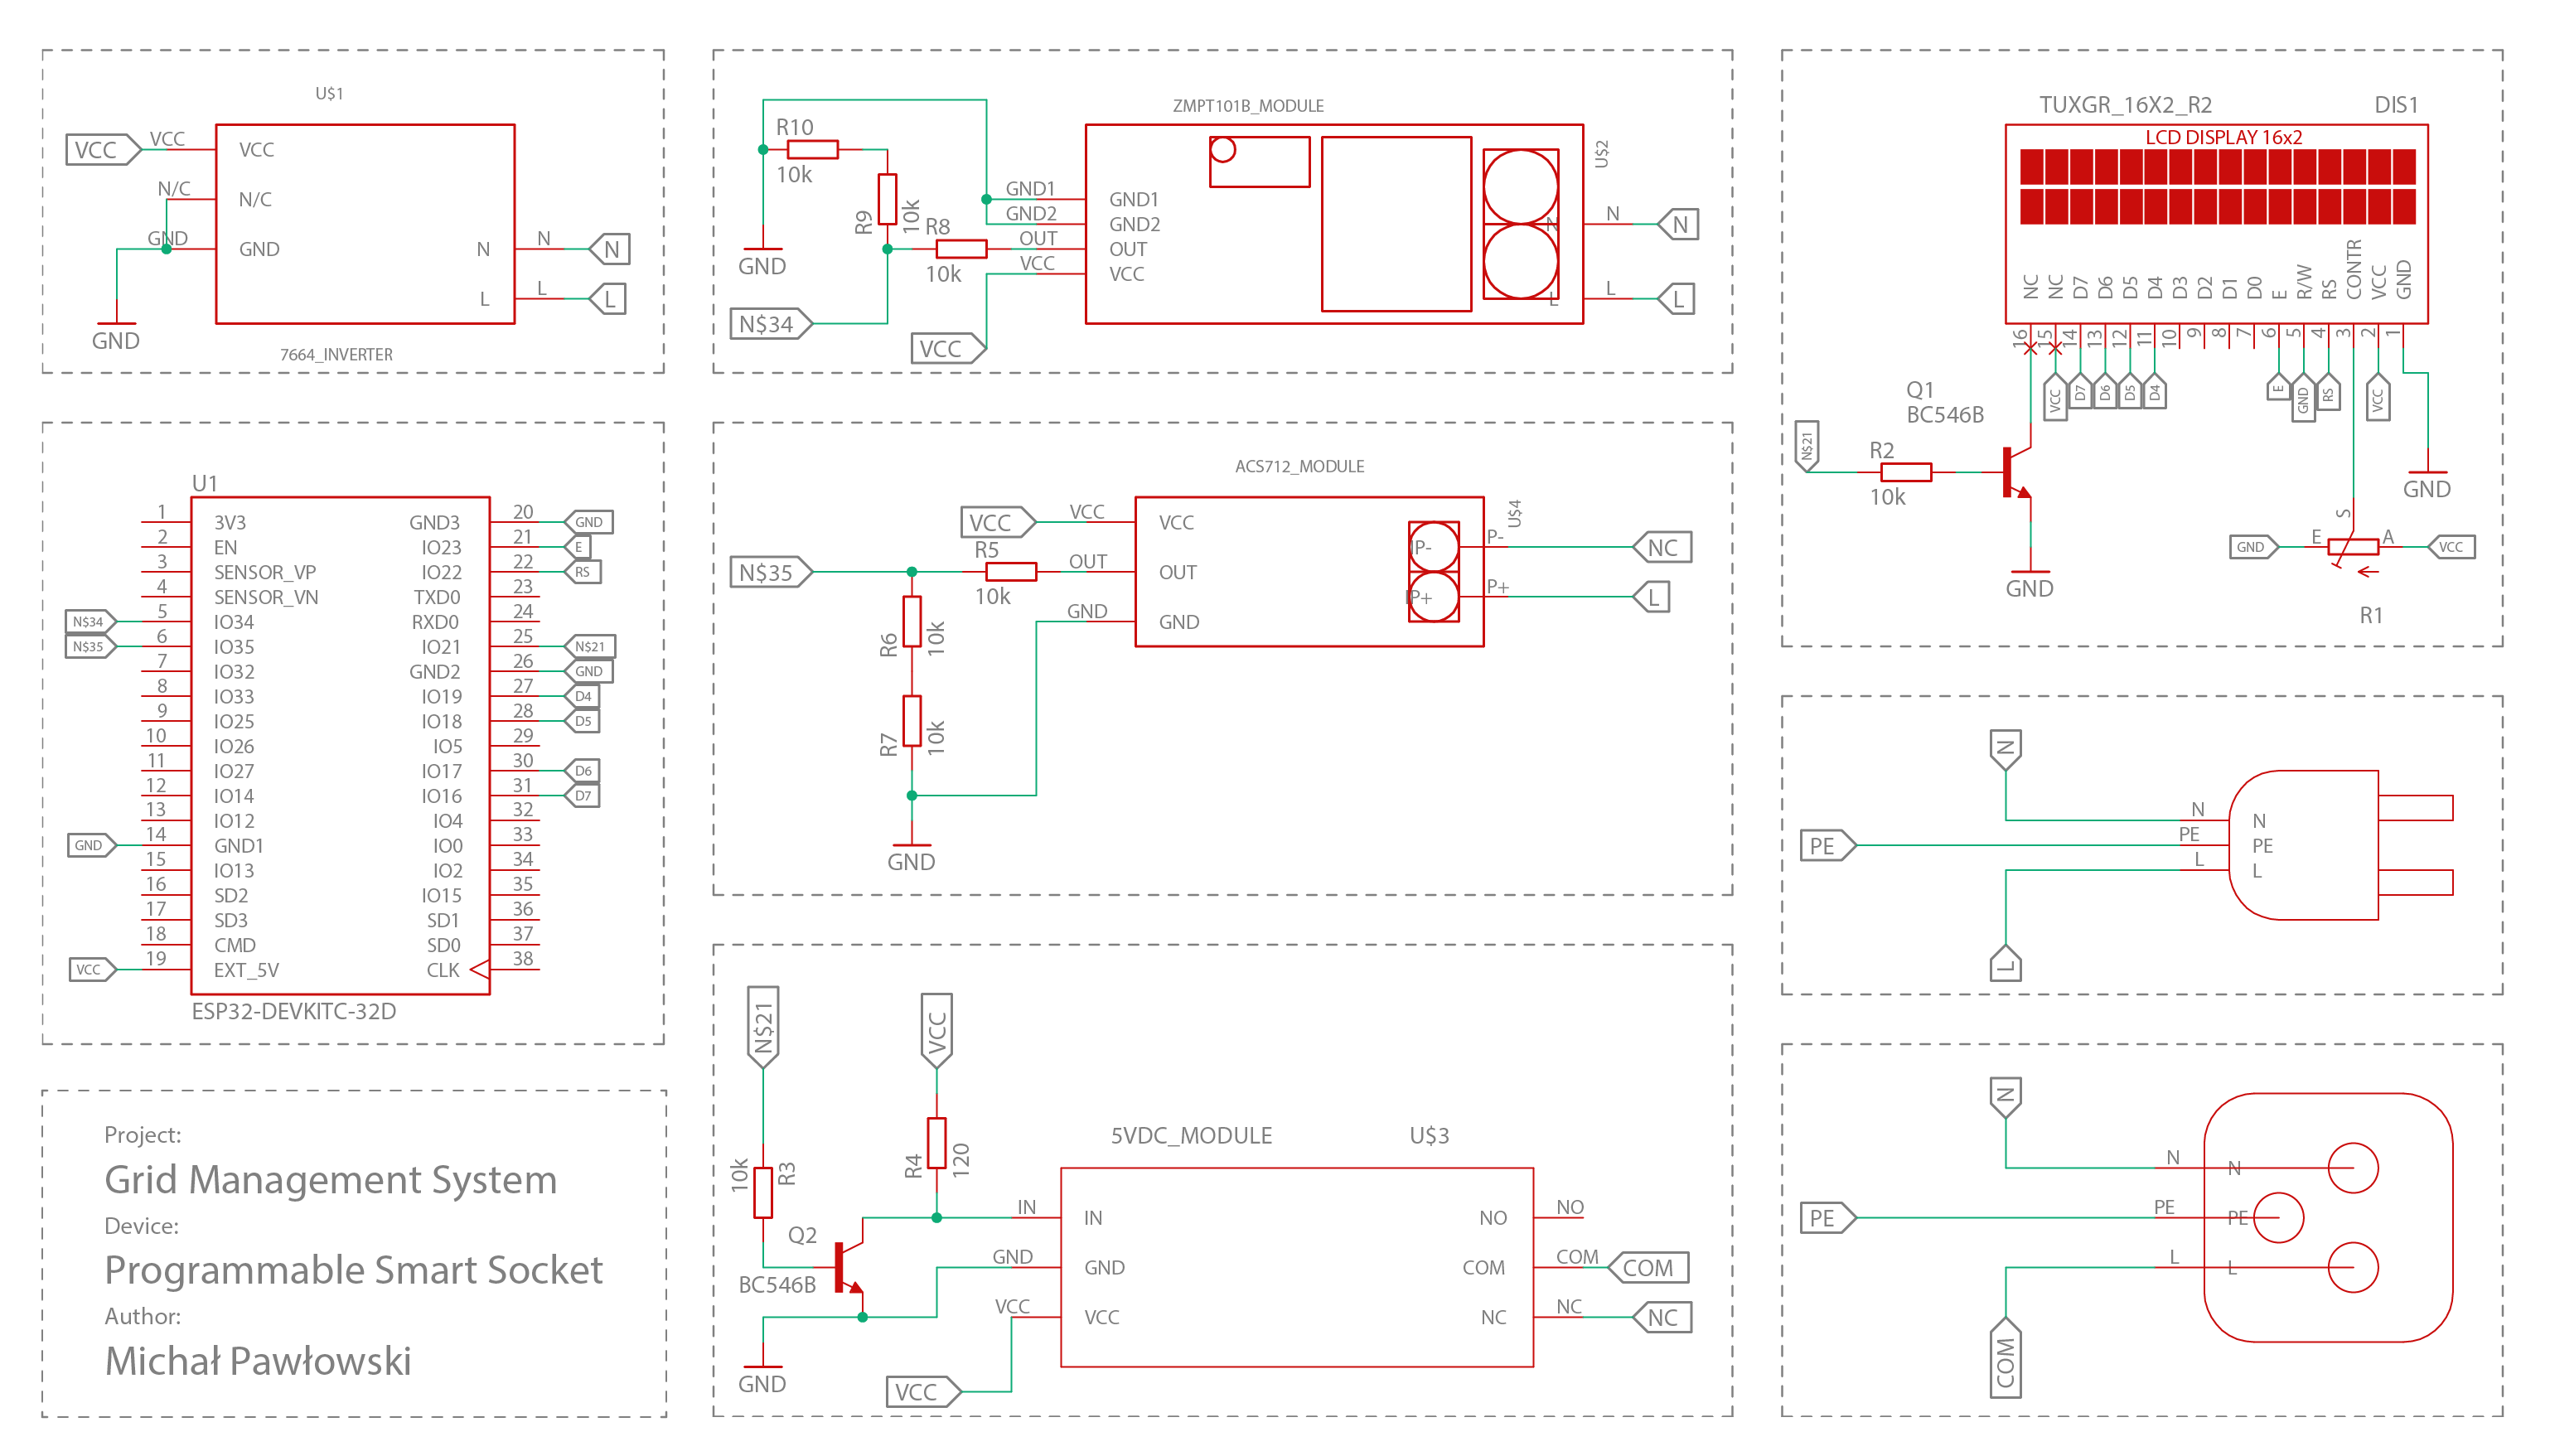 U$1
VCC
VCC
VCC
N/C
N/C
GND
GND
N
N
N
L
L
L
GND
7664_INVERTER
ZMPT101B_MODULE
U$2
R10
10k
R9
10k
R8
10k
GND
N$34
VCC
GND1
GND1
GND2
GND2
OUT
OUT
VCC
VCC
N
N
N
L
L
L
TUXGR_16X2_R2
DIS1
LCD DISPLAY 16x2
NC
NC
D7
D6
D5
D4
D3
D2
D1
D0
E
R/W
RS
CONTR
VCC
GND
16
15
14
13
12
11
10
9
8
7
6
5
4
3
2
1
VCC
D7
D6
D5
D4
E
GND
RS
VCC
Q1
BC546B
N$21
R2
10k
GND
GND
S
GND
E
A
VCC
R1
U1
1 3V3 GND3 20 GND
2 EN IO23 21 E
3 SENSOR_VP IO22 22 RS
4 SENSOR_VN TXD0 23
N$34 5 IO34 RXD0 24
N$35 6 IO35 IO21 25 N$21
7 IO32 GND2 26 GND
8 IO33 IO19 27 D4
9 IO25 IO18 28 D5
10 IO26 IO5 29
11 IO27 IO17 30 D6
12 IO14 IO16 31 D7
13 IO12 IO4 32
GND 14 GND1 IO0 33
15 IO13 IO2 34
16 SD2 IO15 35
17 SD3 SD1 36
18 CMD SD0 37
VCC 19 EXT_5V CLK 38
ESP32-DEVKITC-32D
ACS712_MODULE
U$4
VCC
VCC
VCC
N$35
R5
10k
OUT
OUT
GND
GND
R6
10k
R7
10k
GND
IP-
P-
NC
IP+
P+
L
N
N
N
PE
PE
PE
L
L
L
N$21
VCC
10k
R3
R4
120
Q2
BC546B
GND
VCC
5VDC_MODULE
U$3
IN
IN
GND
GND
VCC
VCC
NO
NO
COM
COM
COM
NC
NC
NC
N
N
N
PE
PE
PE
L
L
COM
Project:
Grid Management System
Device:
Programmable Smart Socket
Author:
Michał Pawłowski